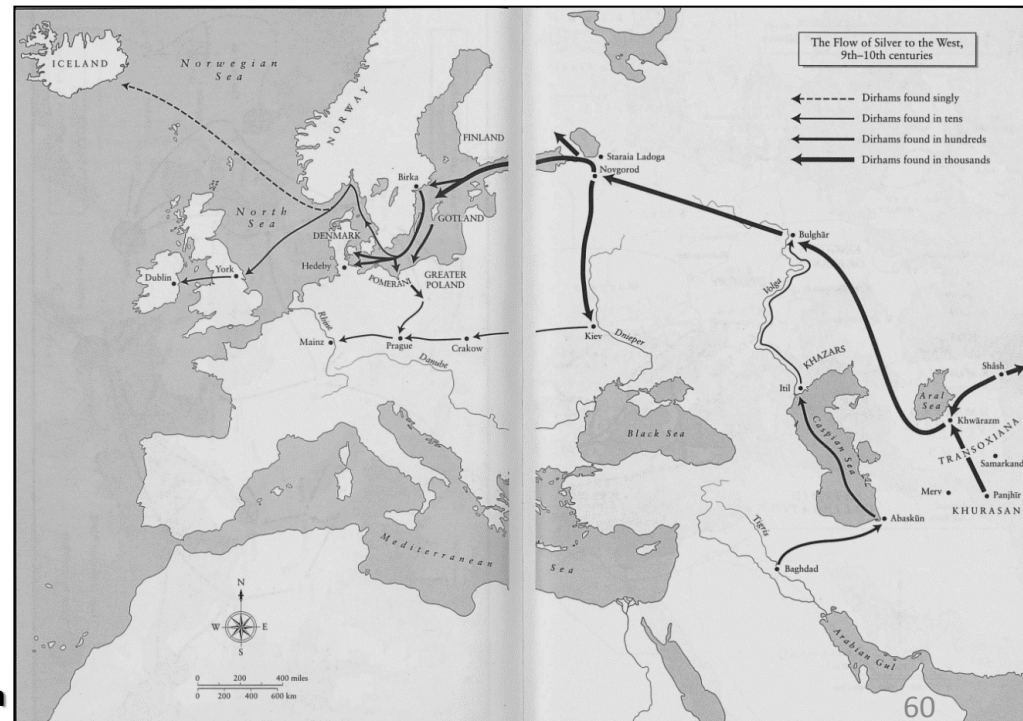 The Flow of Silver to the West,
9th–10th centuries
Dirhams found singly
Dirhams found in tens
Dirhams found in hundreds
Dirhams found in thousands
ICELAND
Norwegian
Sea
NORWAY
FINLAND
Staraia Ladoga
Novgorod
Birka
North
Sea
GOTLAND
DENMARK
Bulghār
Hedeby
POMERANI
GREATER
POLAND
Dublin
York
Volga
Rhine
Mainz
Prague
Crakow
Kiev
Dnieper
Danube
KHAZARS
Itil
Shāsh
Aral
Sea
Khwārazm
TRANSOXIANA
Black Sea
Caspian Sea
Samarkand
Merv
Panjhīr
KHURASAN
Abaskūn
Tigris
Mediterranean
Sea
Baghdad
Arabian Gul
N
W
E
S
0 200 400 miles
0 200 400 600 km
60